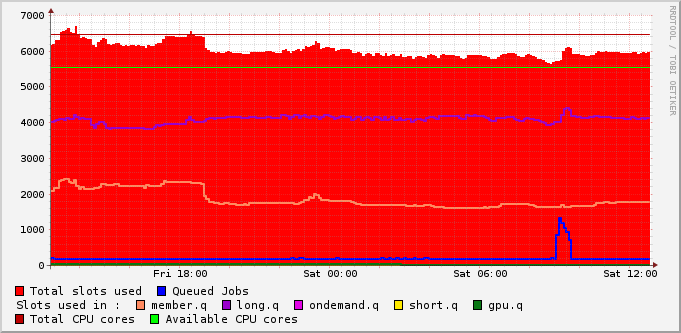 7000
6000
5000
4000
3000
2000
1000
0
Fri 18:00 Sat 00:00 Sat 06:00 Sat 12:00
Total slots used Queued Jobs
Slots used in : member.q long.q ondemand.q short.q gpu.q
Total CPU cores Available CPU cores
RRDTOOL / TOBI OETIKER